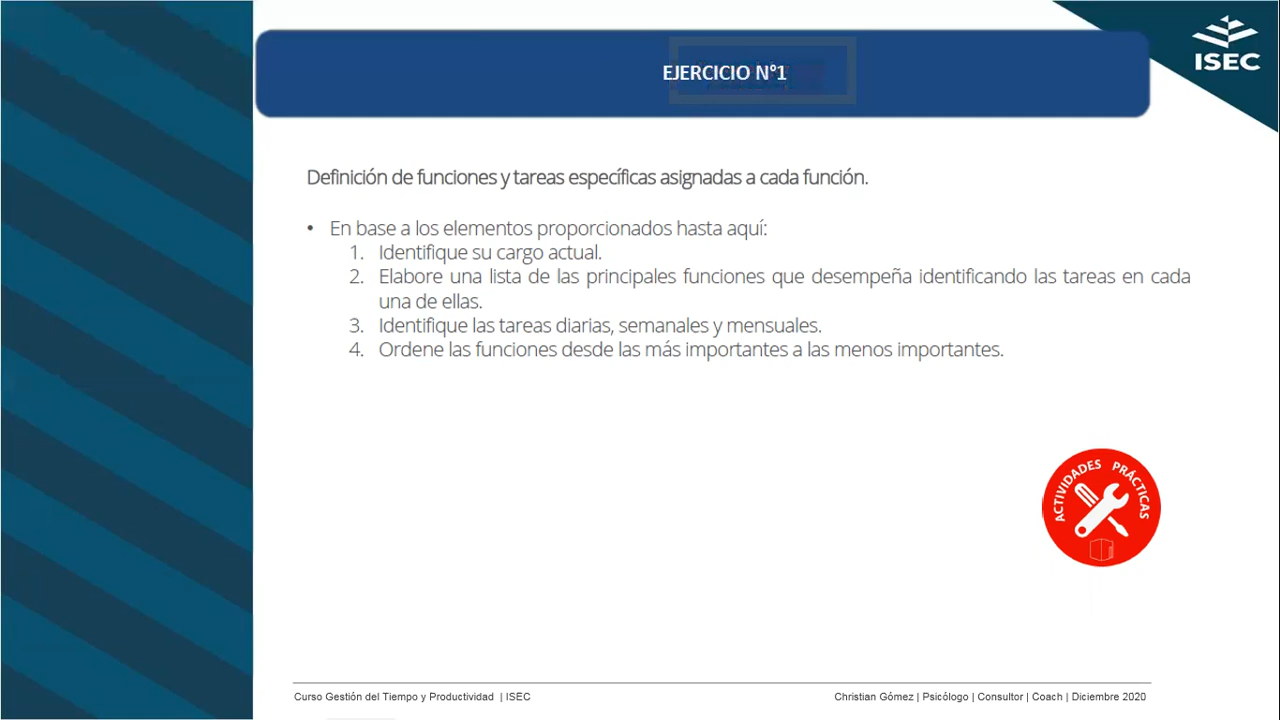 ISEC
EJERCICIO N°1
Definición de funciones y tareas específicas asignadas a cada función.
• En base a los elementos proporcionados hasta aquí:
1. Identifique su cargo actual.
2. Elabore una lista de las principales funciones que desempeña identificando las tareas en cada
una de ellas.
3. Identifique las tareas diarias, semanales y mensuales.
4. Ordene las funciones desde las más importantes a las menos importantes.
ACTIVIDADES PRÁCTICAS
Curso Gestión del Tiempo y Productividad | ISEC
Christian Gómez | Psicólogo | Consultor | Coach | Diciembre 2020